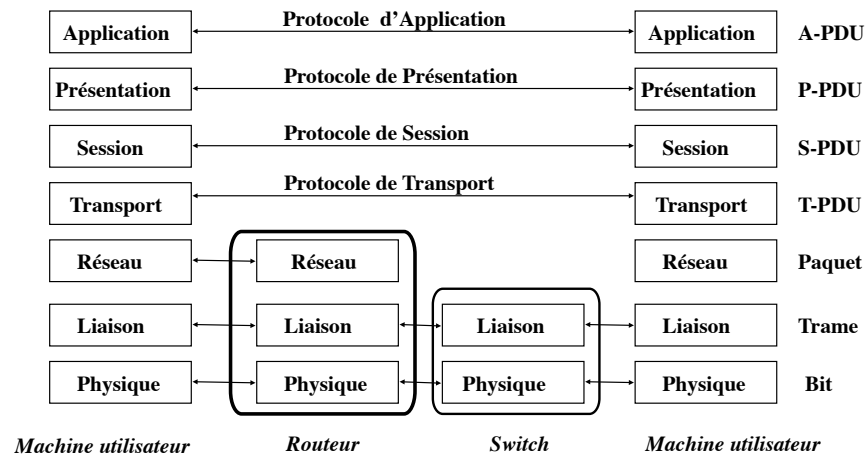 Application Protocole d'Application Application A-PDU
Présentation Protocole de Présentation Présentation P-PDU
Session Protocole de Session Session S-PDU
Transport Protocole de Transport Transport T-PDU
Réseau Réseau Réseau Paquet
Liaison Liaison Liaison Liaison Trame
Physique Physique Physique Physique Bit
Machine utilisateur Routeur Switch Machine utilisateur